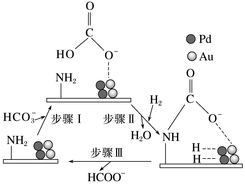 O
C
HO O⁻
Pd
Au
NH₂
HCO₃⁻
步骤Ⅰ
步骤Ⅱ
H₂
H₂O
O
C
O⁻
NH
H
H
NH₂
步骤Ⅲ
HCOO⁻